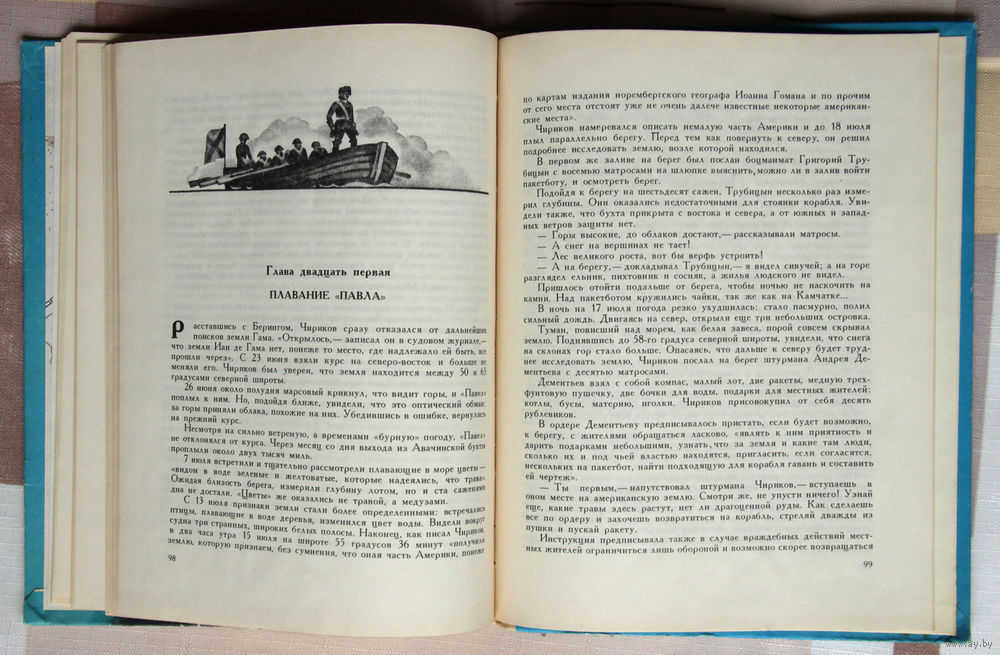 Глава двадцать первая
ПЛАВАНИЕ «ПАВЛА»
Расставшись с Берингом, Чириков сразу отказался от дальнейших
поисков земли Гама. «Открылось,— записал он в судовом журнале,—
что земли Иан де Гама нет, понеже то место, где надлежало ей быть, все
прошли через». С 23 июня взяли курс на северо-восток и больше не
меняли его. Чириков был уверен, что земля находится между 50 и 65
градусами северной широты.
26 июня около полудня марсовый крикнул, что видит горы, и «Павел»
поплыл к ним. Но, подойдя ближе, увидели, что это оптический обман:
за горы приняли облака, похожие на них. Убедившись в ошибке, вернулись
на прежний курс.
Несмотря на сильно ветреную, а временами «бурную» погоду, «Павел»
не отклонялся от курса. Через месяц со дня выхода из Авачинской бухты
проплыли около двух тысяч миль.
7 июля встретили и тщательно рассмотрели плавающие в море цветы—
«видом в воде зеленые и желтоватые, которые надеялись, что трава».
Ожидая близость берега, измерили глубину лотом, но и ста саженями
дна не достали. «Цветы» же оказались не травой, а медузами.
С 13 июля признаки земли стали более определенными: встречались
птицы, плавающие в воде деревья, изменился цвет воды. Видели вокруг
судна три странных, широких белых полосы. Наконец, как писал Чириков,
в два часа утра 15 июля на широте 55 градусов 36 минут «получили
землю, которую признаем, без сумнения, что оная часть Америки, понеже
98
по картам издания норембергского географа Иоанна Гомана и по прочим
от сего места отстоят уже не очень далече известные некоторые американ-
ские места».
Чириков намеревался описать немалую часть Америки и до 18 июля
плыл параллельно берегу. Перед тем как повернуть к северу, он решил
подробнее исследовать землю, возле которой находился.
В первом же заливе на берег был послан боцманмат Григорий Тру-
бицын с восемью матросами на шлюпке выяснить, можно ли в залив войти
пакетботу, и осмотреть берег.
Подойдя к берегу на шестьдесят сажен, Трубицын несколько раз изме-
рил глубины. Они оказались недостаточными для стоянки корабля. Уви-
дели также, что бухта прикрыта с востока и севера, а от южных и запад-
ных ветров защиты нет.
— Горы высокие, до облаков достают,— рассказывали матросы.
— А снег на вершинах не тает!
— Лес великого роста, вот бы верфь устроить!
— А на берегу,— докладывал Трубицын,— я видел сивучей; а на горе
разглядел ельник, пихтовник и сосняк, а жилья людского не видел.
Пришлось отойти подальше от берега, чтобы ночью не наскочить на
камни. Над пакетботом кружились чайки, так же как на Камчатке...
В ночь на 17 июля погода резко ухудшилась: стало пасмурно, полил
сильный дождь. Двигаясь на север, открыли еще три небольших островка.
Туман, повисший над морем, как белая завеса, порой совсем скрывал
землю. Поднявшись до 58-го градуса северной широты, увидели, что снега
на склонах гор стало больше. Опасаясь, что дальше к северу будет труд-
нее исследовать землю, Чириков послал на берег штурмана Андрея Де-
ментьева с десятью матросами.
Дементьев взял с собой компас, малый лот, две ракеты, медную трех-
фунтовую пушечку, две бочки для воды, подарки для местных жителей:
котлы, бусы, материю, иголки. Чириков присовокупил от себя десять
рублевиков.
В ордере Дементьеву предписывалось пристать, если будет возможно,
к берегу, с жителями обращаться ласково, «являть к ним приятность и
дарить подарками небольшими, узнать, что за земля и какие там люди,
сколько их и под чьей властью находятся, пригласить, если согласятся,
нескольких на пакетбот, найти подходящую для корабля гавань и составить
ей чертеж».
— Ты первым,— напутствовал штурмана Чириков,— вступаешь в
оном месте на американскую землю. Смотри же, не упусти ничего! Узнай
еще, какие травы здесь растут, нет ли драгоценной руды. Как сделаешь
все по ордеру и захочешь возвратиться на корабль, стреляй дважды из
пушки и пускай ракету.
Инструкция предписывала также в случае враждебных действий мест-
ных жителей ограничиться лишь обороной и возможно скорее возвращаться
99
www.ay.by